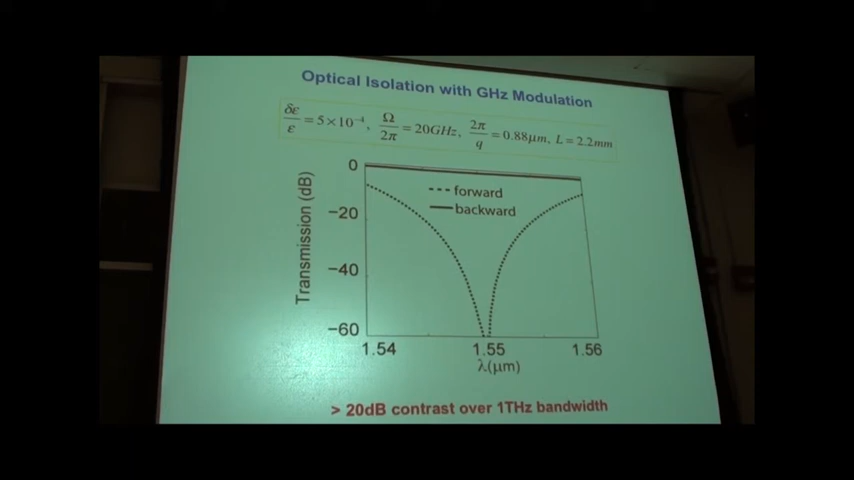 Optical Isolation with GHz Modulation
δε/ε = 5×10⁻⁴, Ω/2π = 20GHz, 2π/q = 0.88μm, L = 2.2mm
0
−20
−40
−60
Transmission (dB)
forward
backward
1.54 1.55 1.56
λ(μm)
> 20dB contrast over 1THz bandwidth